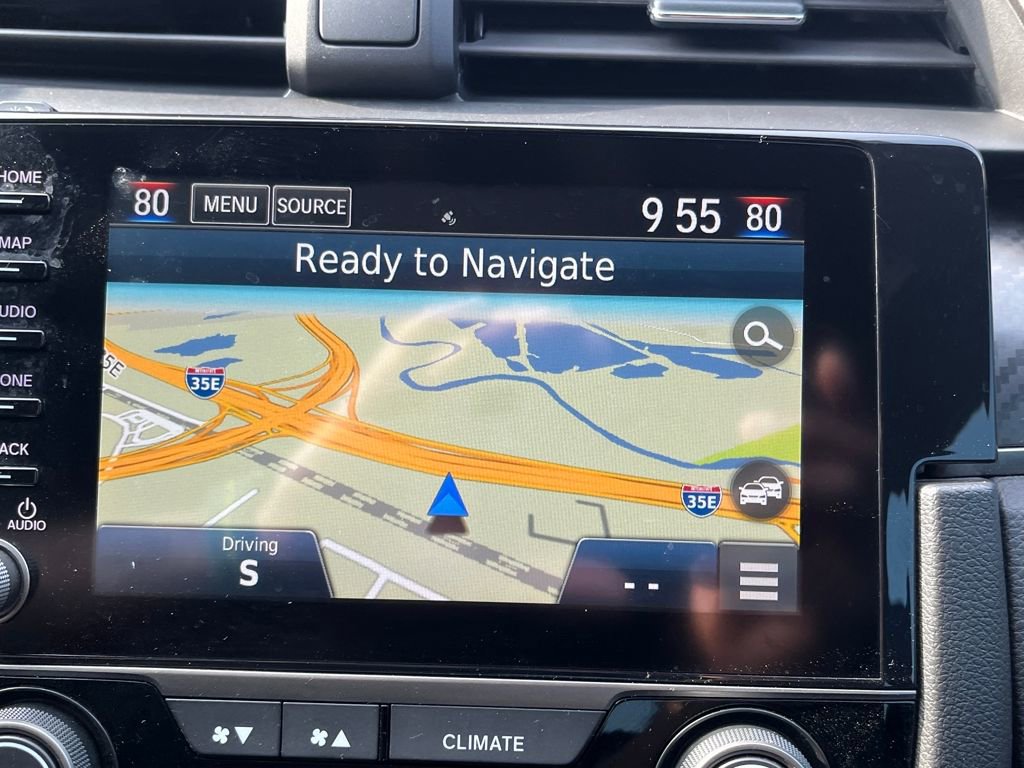 HOME
MAP
UDIO
ONE
ACK
AUDIO
80
MENU
SOURCE
9 55
80
Ready to Navigate
5E
35E
35E
Driving
S
--
CLIMATE